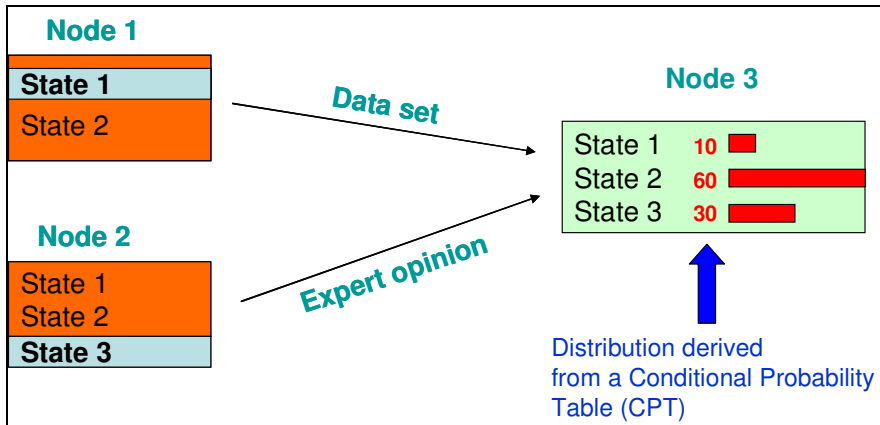 Node 1
State 1
State 2
Data set
Node 2
State 1
State 2
State 3
Expert opinion
Node 3
State 1 10
State 2 60
State 3 30
Distribution derived
from a Conditional Probability
Table (CPT)